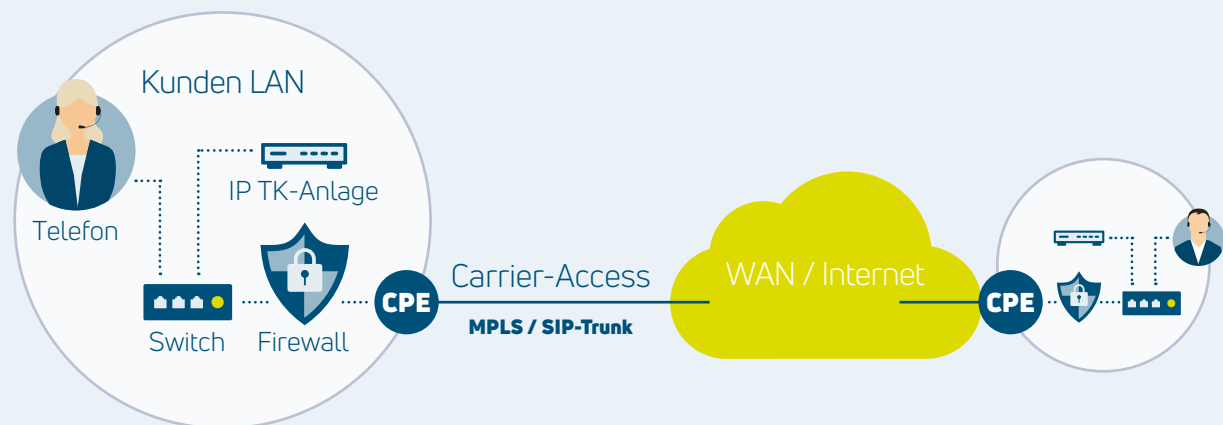 Kunden LAN
IP TK-Anlage
Telefon
Switch
Firewall
CPE
Carrier-Access
MPLS / SIP-Trunk
WAN / Internet
CPE